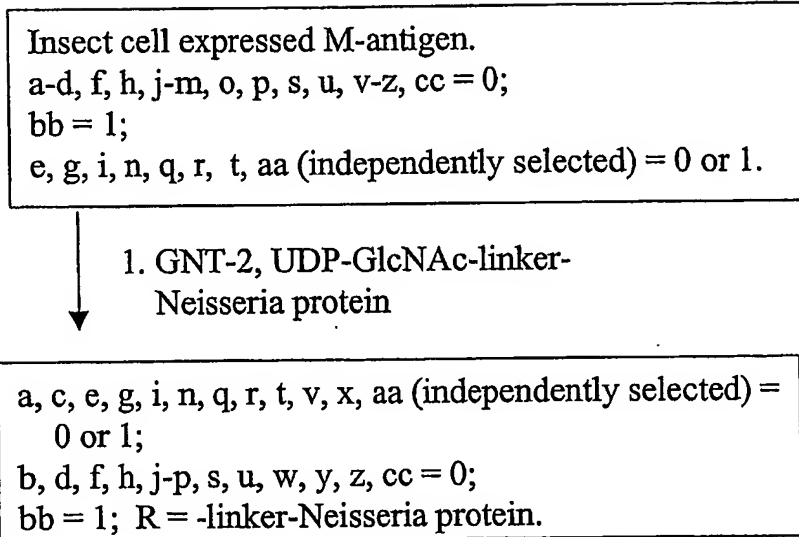 Insect cell expressed M-antigen.
a-d, f, h, j-m, o, p, s, u, v-z, cc = 0;
bb = 1;
e, g, i, n, q, r, t, aa (independently selected) = 0 or 1.
1. GNT-2, UDP-GlcNAc-linker-
Neisseria protein
a, c, e, g, i, n, q, r, t, v, x, aa (independently selected) =
0 or 1;
b, d, f, h, j-p, s, u, w, y, z, cc = 0;
bb = 1; R = -linker-Neisseria protein.